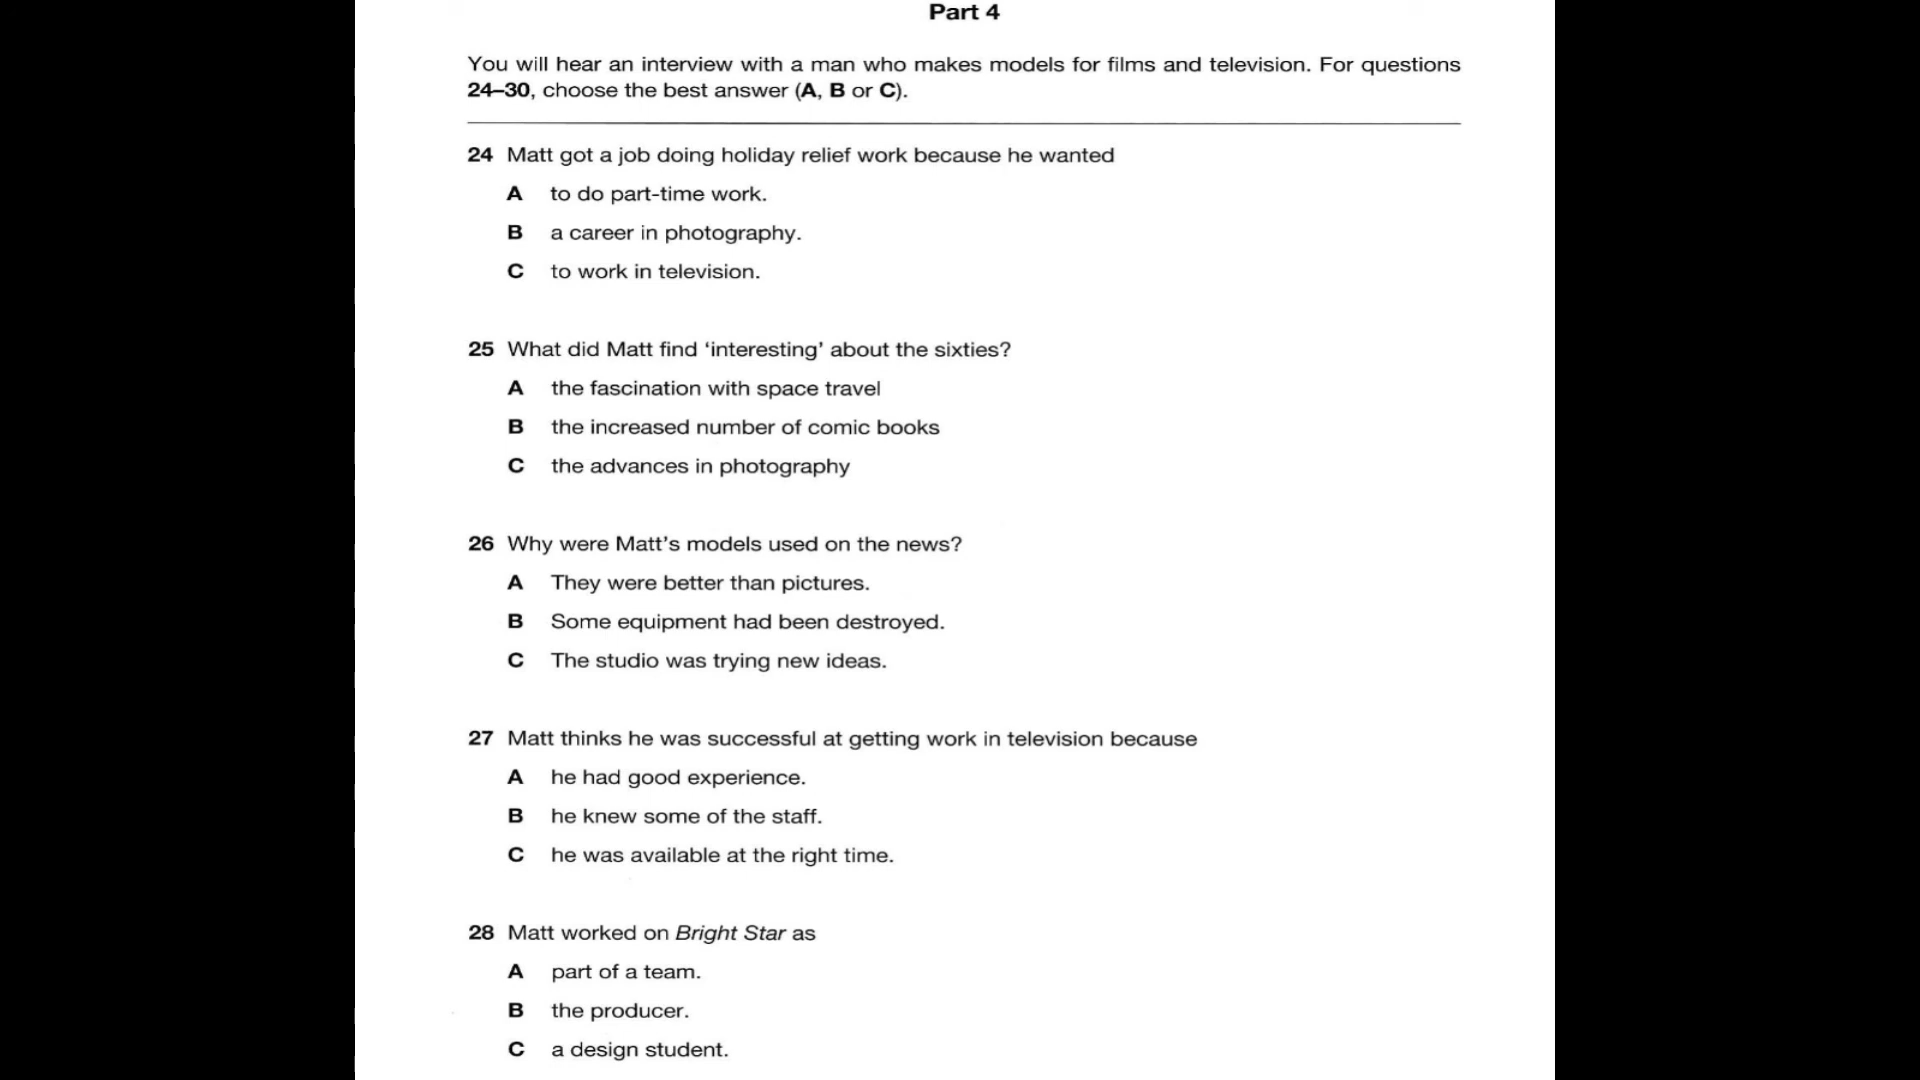 Part 4
You will hear an interview with a man who makes models for films and television. For questions
24–30, choose the best answer (A, B or C).
24 Matt got a job doing holiday relief work because he wanted
A to do part-time work.
B a career in photography.
C to work in television.
25 What did Matt find ‘interesting’ about the sixties?
A the fascination with space travel
B the increased number of comic books
C the advances in photography
26 Why were Matt’s models used on the news?
A They were better than pictures.
B Some equipment had been destroyed.
C The studio was trying new ideas.
27 Matt thinks he was successful at getting work in television because
A he had good experience.
B he knew some of the staff.
C he was available at the right time.
28 Matt worked on Bright Star as
A part of a team.
B the producer.
C a design student.